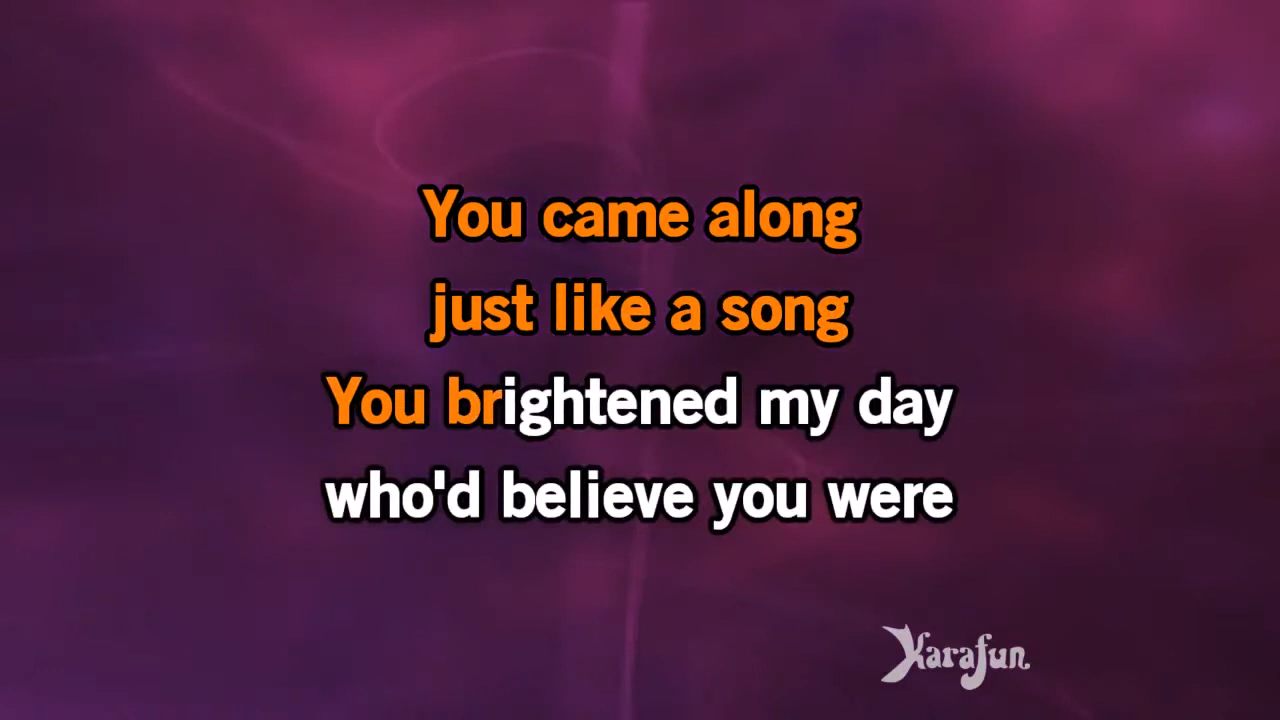 You came along
just like a song
You brightened my day
who'd believe you were
Karafun